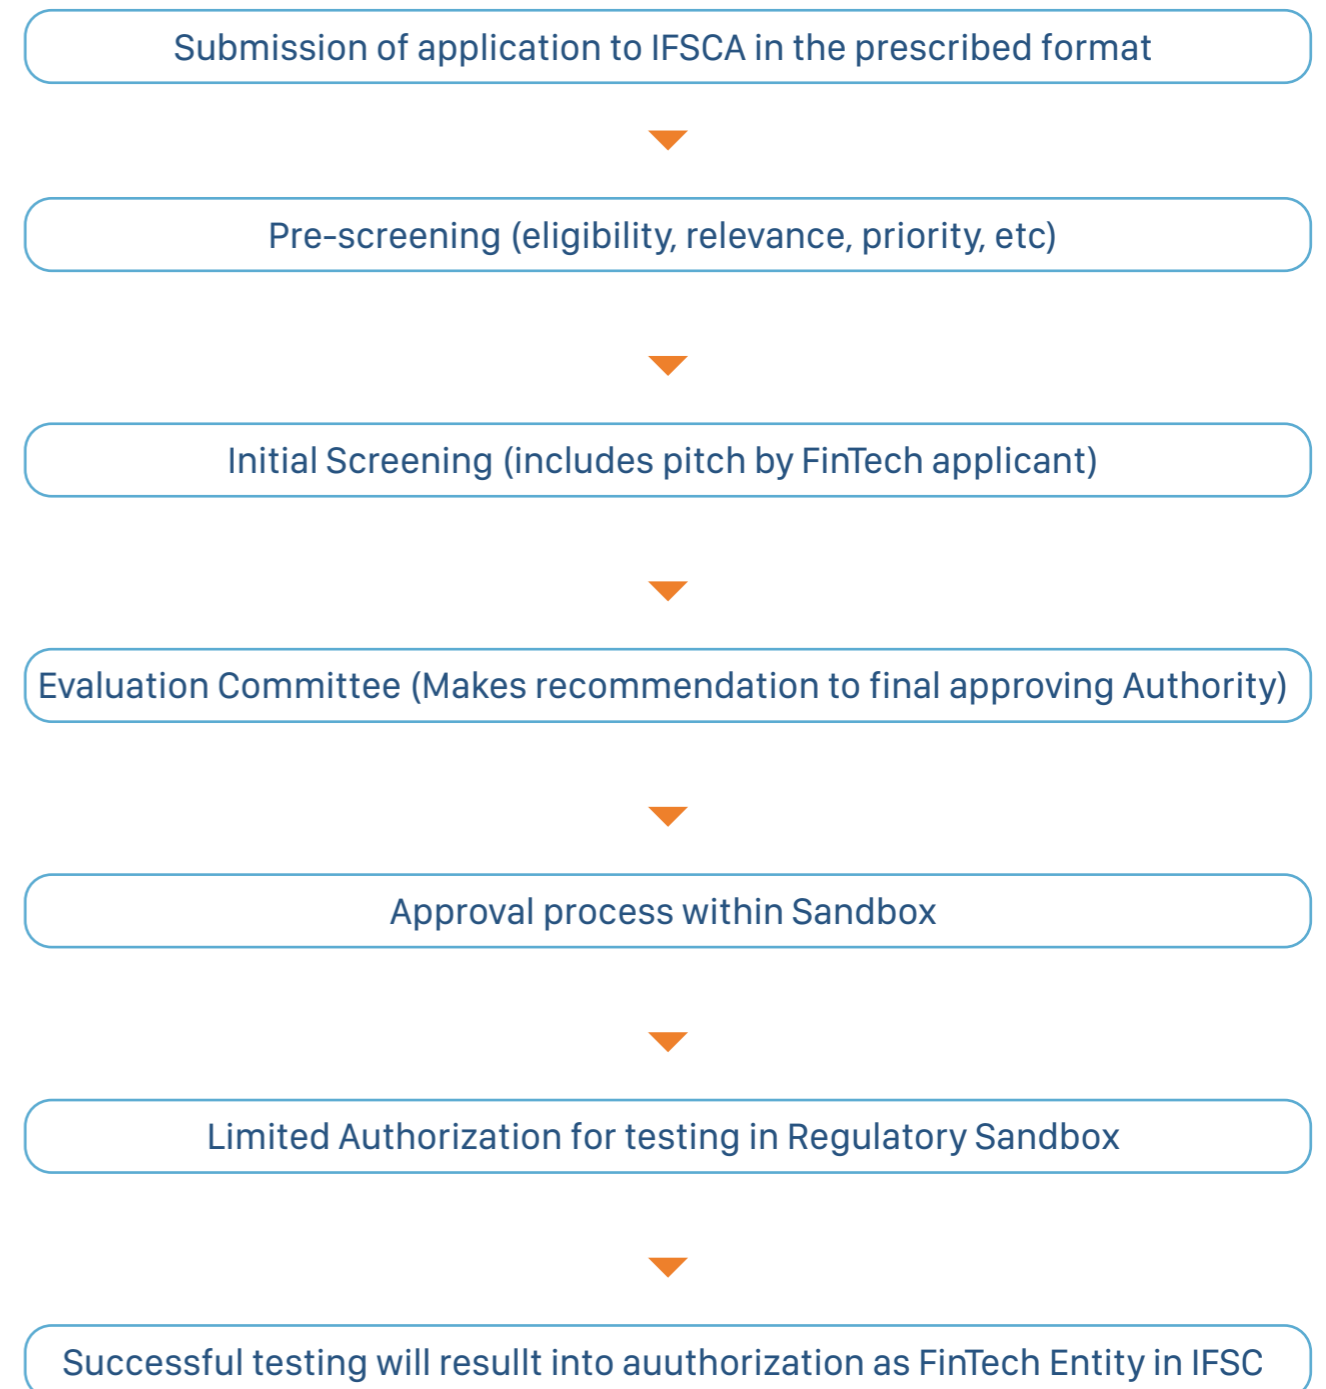 Submission of application to IFSCA in the prescribed format
Pre-screening (eligibility, relevance, priority, etc)
Initial Screening (includes pitch by FinTech applicant)
Evaluation Committee (Makes recommendation to final approving Authority)
Approval process within Sandbox
Limited Authorization for testing in Regulatory Sandbox
Successful testing will resullt into auuthorization as FinTech Entity in IFSC